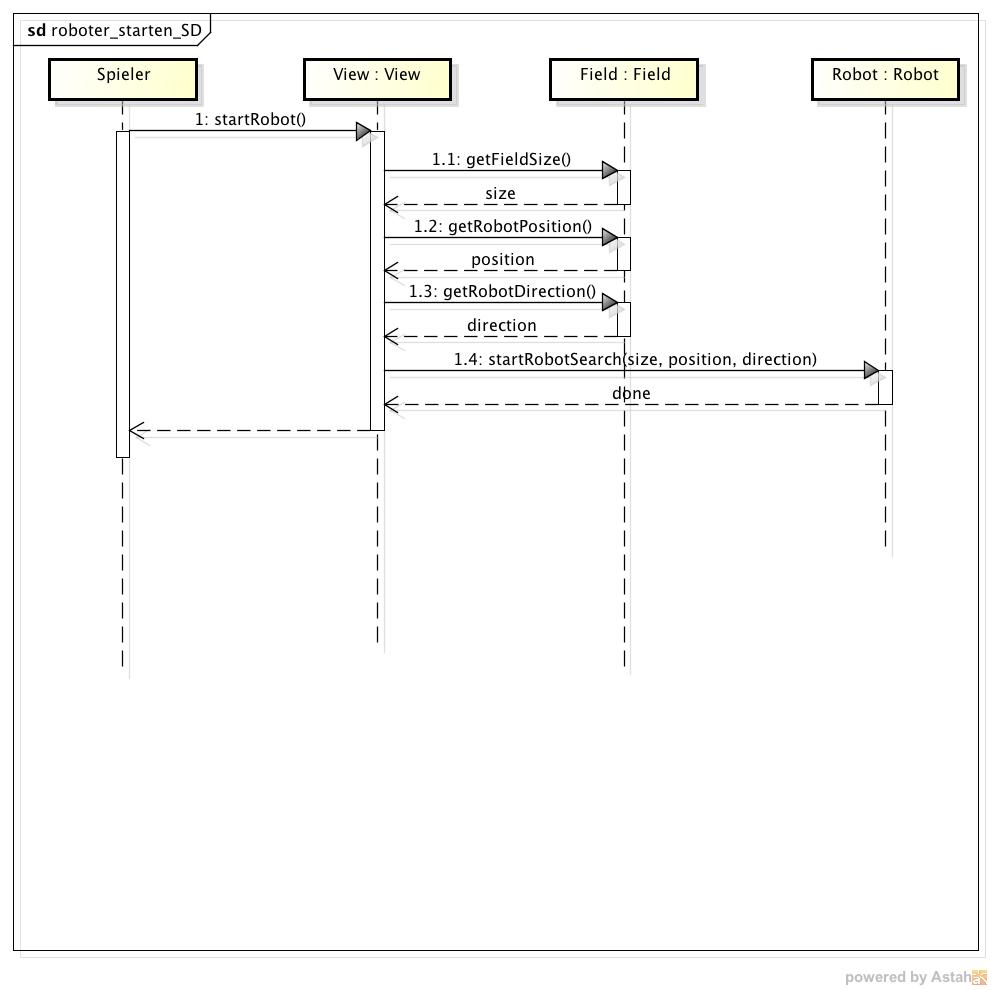 sd roboter_starten_SD
Spieler
View : View
Field : Field
Robot : Robot
1: startRobot()
1.1: getFieldSize()
size
1.2: getRobotPosition()
position
1.3: getRobotDirection()
direction
1.4: startRobotSearch(size, position, direction)
done
powered by Astah